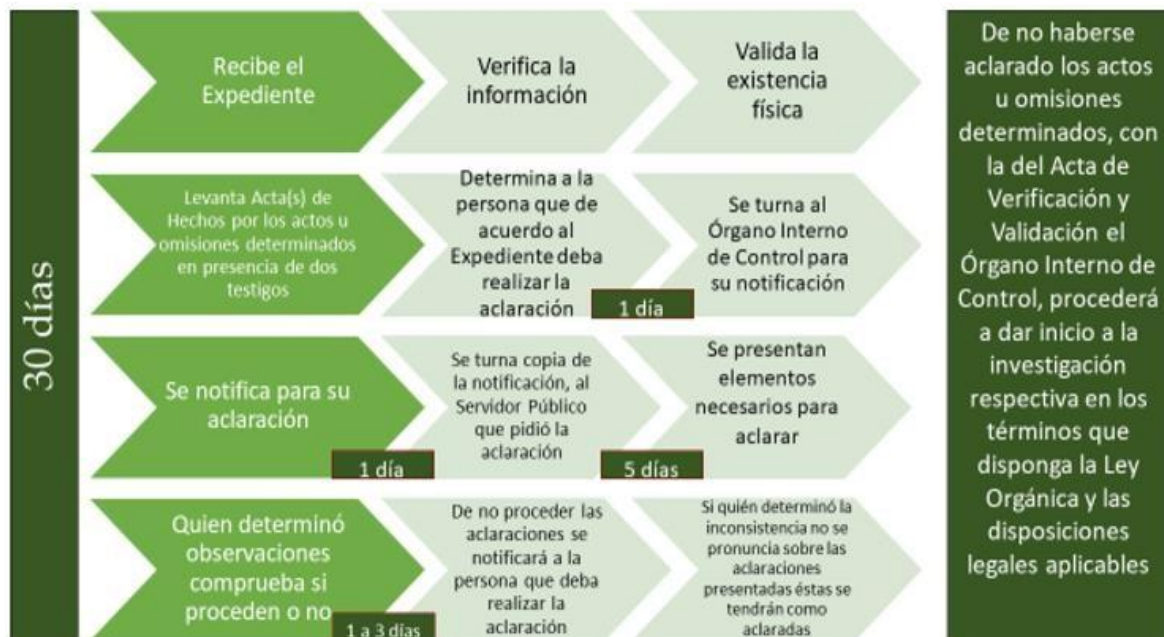 30 días
Recibe el
Expediente
Verifica la
información
Valida la
existencia
física
Levanta Acta(s) de
Hechos por los actos u
omisiones determinados
en presencia de dos
testigos
Determina a la
persona que de
acuerdo al
Expediente deba
realizar la
aclaración
1 día
Se turna al
Órgano Interno
de Control para
su notificación
Se notifica para su
aclaración
1 día
Se turna copia de
la notificación, al
Servidor Público
que pidió la
aclaración
5 días
Se presentan
elementos
necesarios para
aclarar
Quien determinó
observaciones
comprueba si
proceden o no
1 a 3 días
De no proceder las
aclaraciones se
notificará a la
persona que deba
realizar la
aclaración
Si quién determinó la
inconsistencia no se
pronuncia sobre las
aclaraciones
presentadas éstas se
tendrán como
aclaradas
De no haberse
aclarado los actos
u omisiones
determinados, con
la del Acta de
Verificación y
Validación el
Órgano Interno de
Control, procederá
a dar inicio a la
investigación
respectiva en los
términos que
disponga la Ley
Orgánica y las
disposiciones
legales aplicables